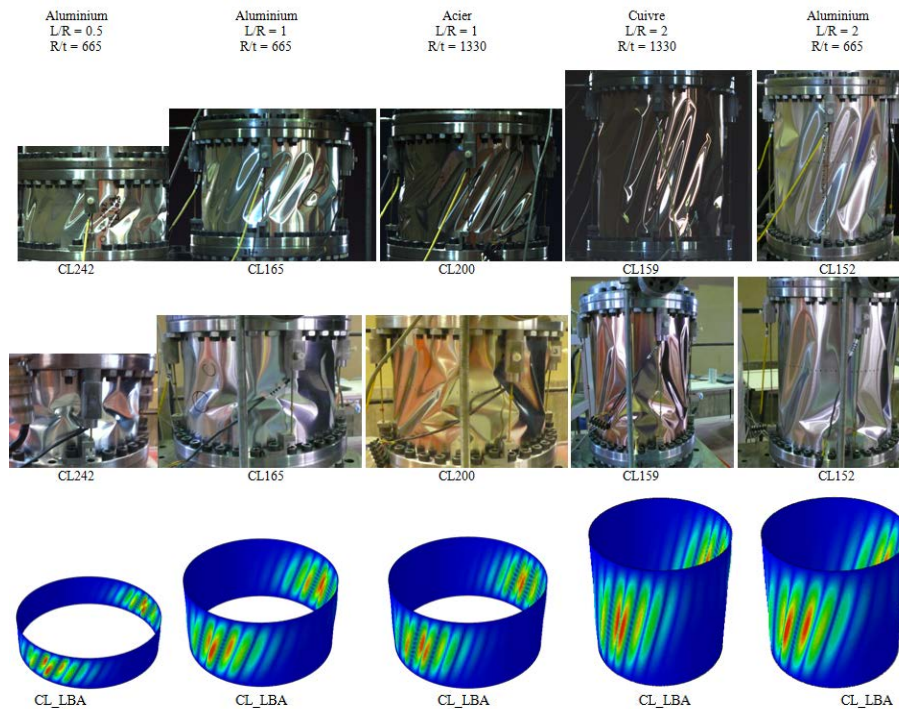 Aluminium
L/R = 0.5
R/t = 665
Aluminium
L/R = 1
R/t = 665
Acier
L/R = 1
R/t = 1330
Cuivre
L/R = 2
R/t = 1330
Aluminium
L/R = 2
R/t = 665
CL242
CL165
CL200
CL159
CL152
CL242
CL165
CL200
CL159
CL152
CL_LBA
CL_LBA
CL_LBA
CL_LBA
CL_LBA